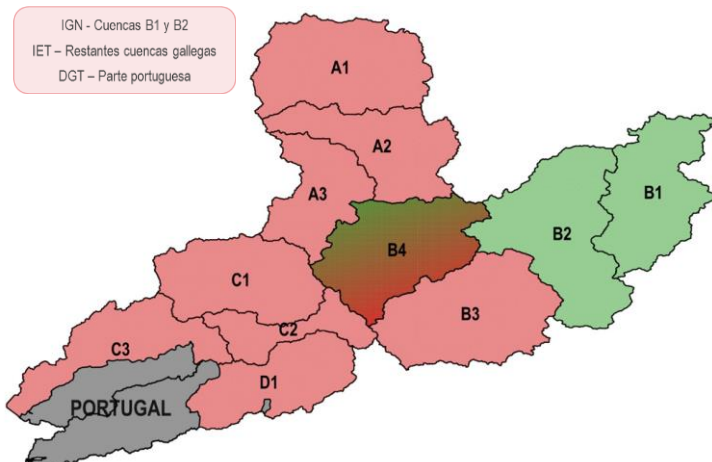 IGN - Cuencas B1 y B2
IET – Restantes cuencas gallegas
DGT – Parte portuguesa
A1
A2
A3
B1
B2
B4
B3
C1
C2
C3
D1
PORTUGAL